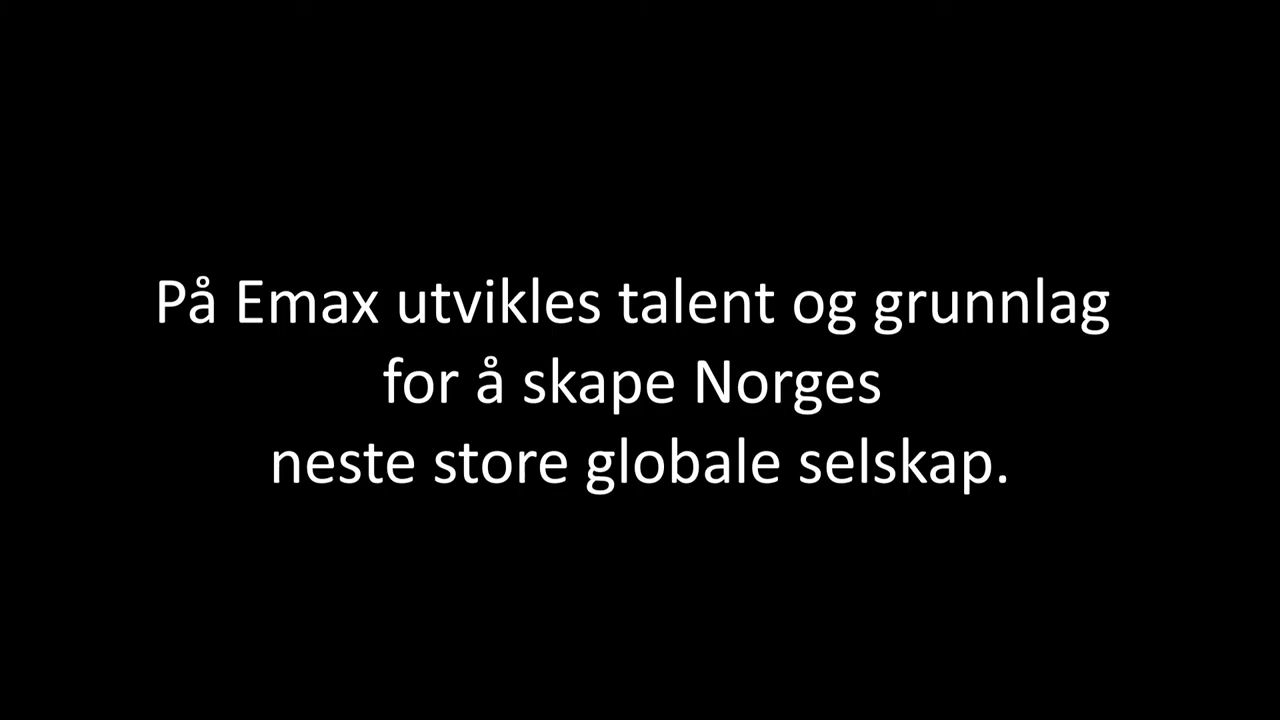 På Emax utvikles talent og grunnlag
for å skape Norges
neste store globale selskap.